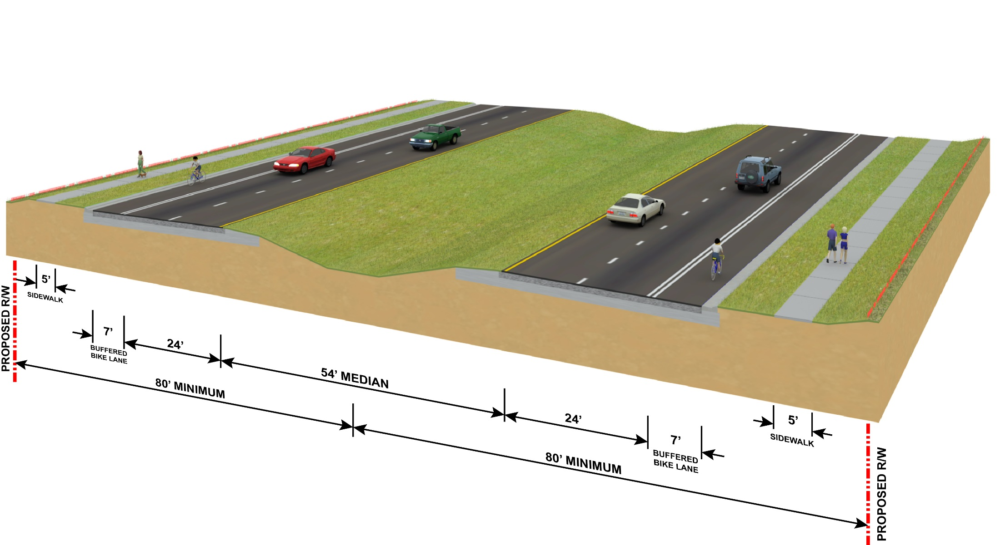 PROPOSED R/W
5’
SIDEWALK
7’
BUFFERED
BIKE LANE
24’
80’ MINIMUM
54’ MEDIAN
24’
80’ MINIMUM
7’
BUFFERED
BIKE LANE
5’
SIDEWALK
PROPOSED R/W